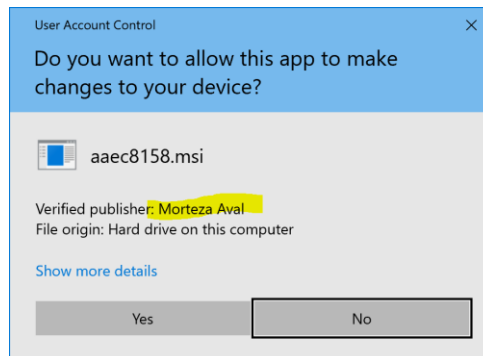 User Account Control
Do you want to allow this app to make
changes to your device?
aaec8158.msi
Verified publisher: Morteza Aval
File origin: Hard drive on this computer
Show more details
Yes
No